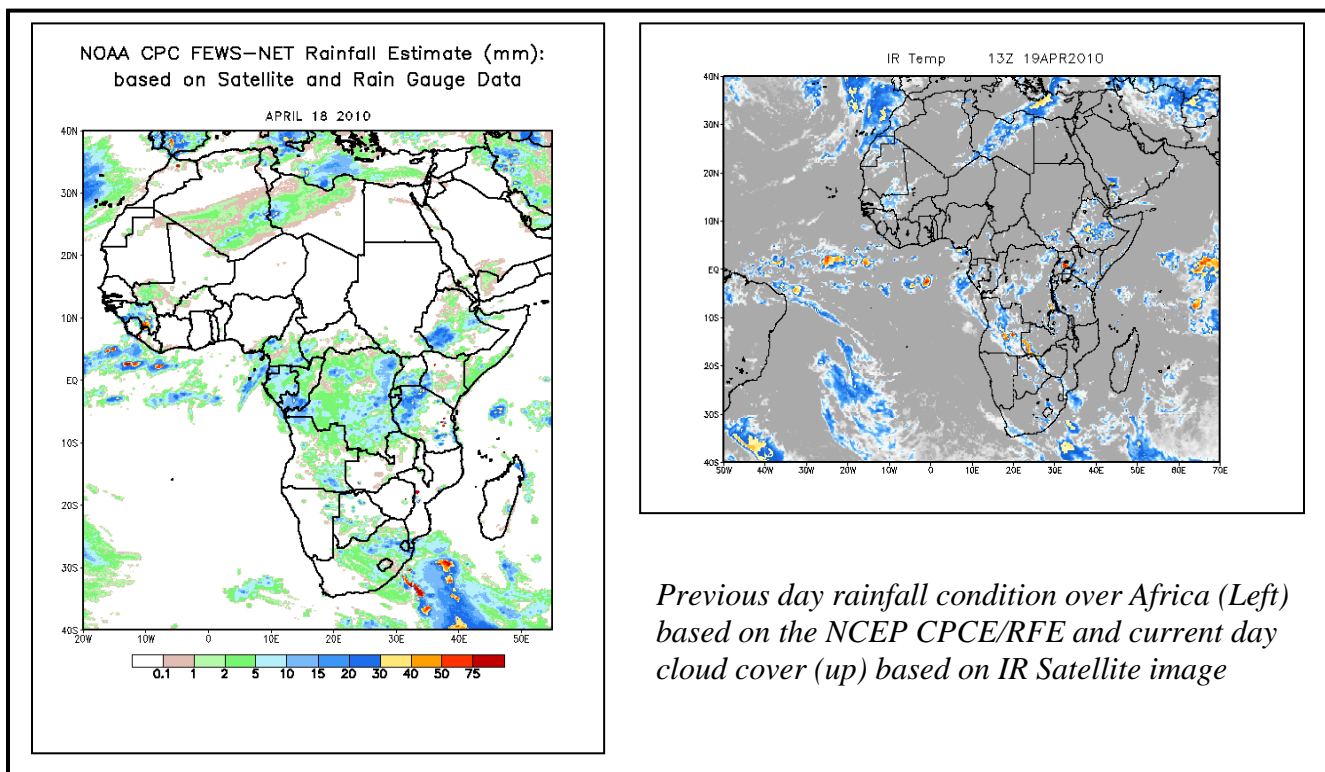 NOAA CPC FEWS-NET Rainfall Estimate (mm):
based on Satellite and Rain Gauge Data
APRIL 18 2010
40N
30N
20N
10N
EQ
10S
20S
30S
40S
20W 10W 0 10E 20E 30E 40E 50E
0.1 1 2 5 10 15 20 30 40 50 75
IR Temp 13Z 19APR2010
40N
30N
20N
10N
EQ
10S
20S
30S
40S
50W 40W 30W 20W 10W 0 10E 20E 30E 40E 50E 60E 70E
Previous day rainfall condition over Africa (Left)
based on the NCEP CPCE/RFE and current day
cloud cover (up) based on IR Satellite image